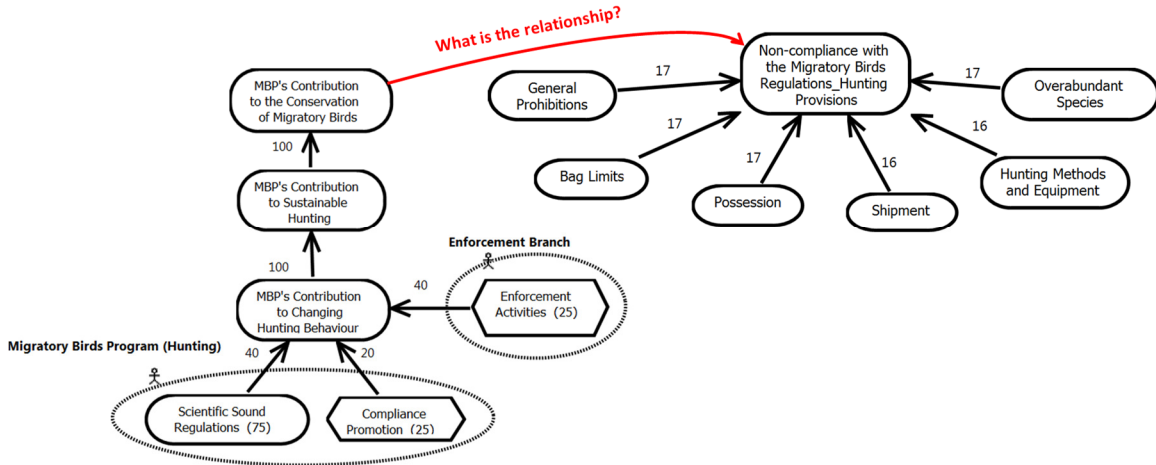 What is the relationship?
Non-compliance with
the Migratory Birds
Regulations_Hunting
Provisions
17
General
Prohibitions
17
Overabundant
Species
MBP's Contribution
to the Conservation
of Migratory Birds
17
Bag Limits
17
Possession
16
Shipment
16
Hunting Methods
and Equipment
100
MBP's Contribution
to Sustainable
Hunting
100
Enforcement Branch
MBP's Contribution
to Changing
Hunting Behaviour
40
Enforcement
Activities (25)
Migratory Birds Program (Hunting)
40
20
Scientific Sound
Regulations (75)
Compliance
Promotion (25)